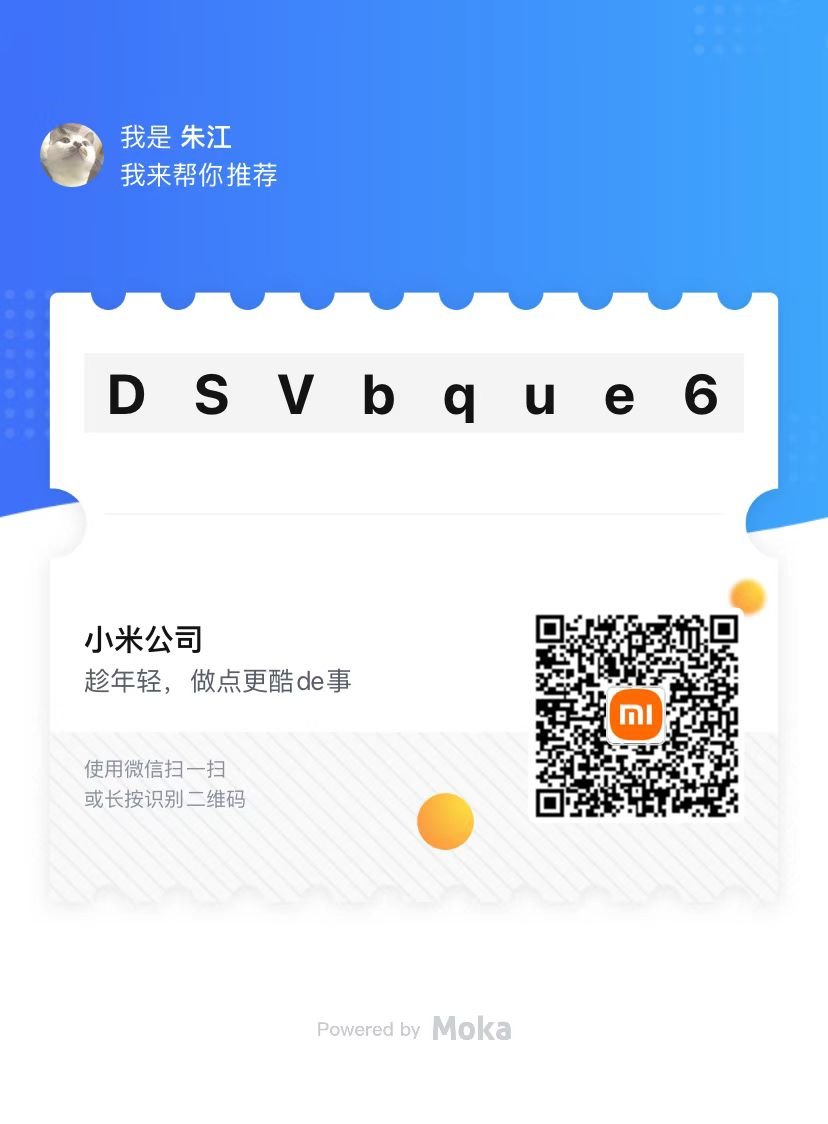 我是 朱江
我来帮你推荐
D S V b q u e 6
小米公司
趁年轻，做点更酷de事
使用微信扫一扫
或长按识别二维码
Powered by Moka